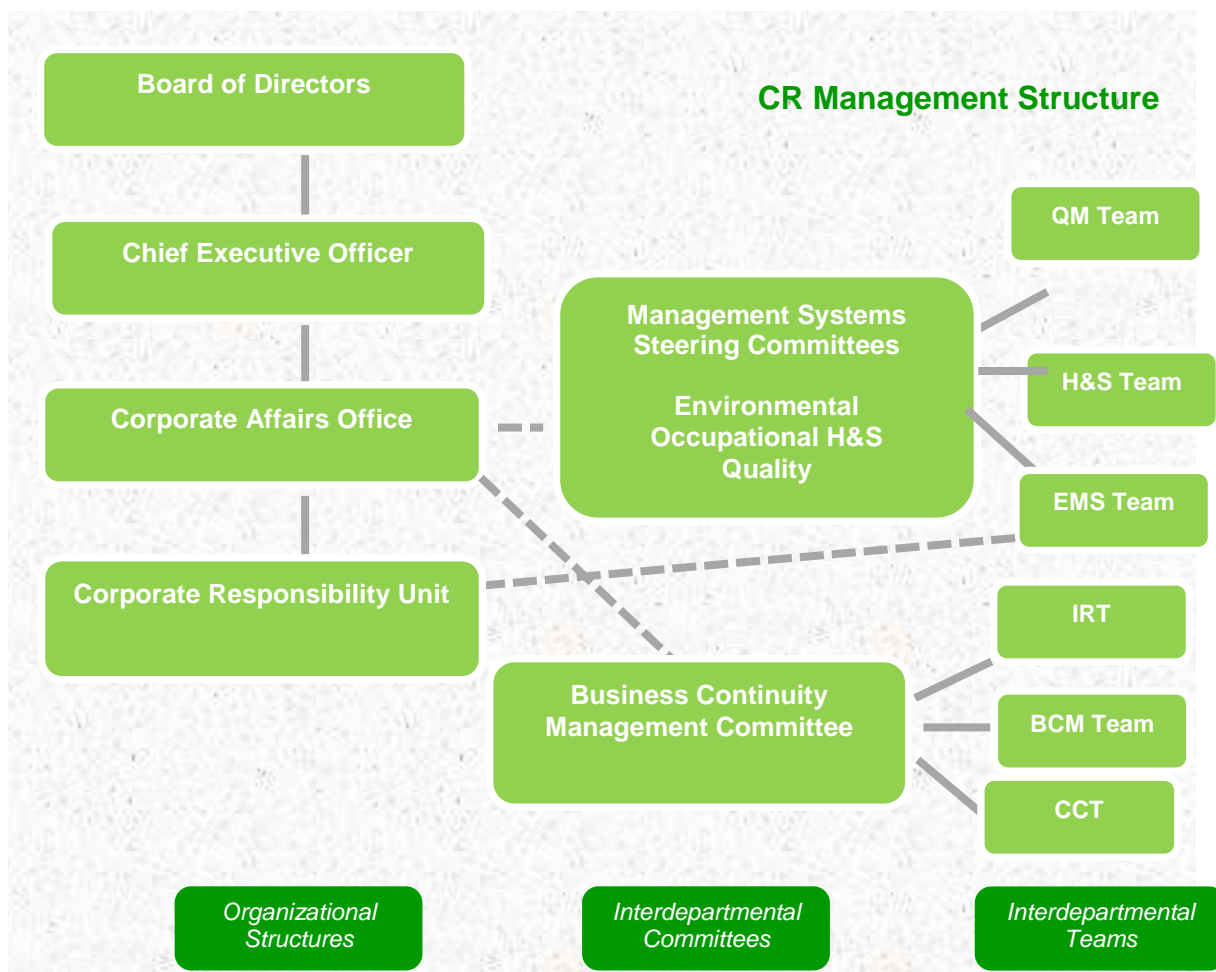 CR Management Structure
Board of Directors
Chief Executive Officer
Corporate Affairs Office
Corporate Responsibility Unit
Management Systems
Steering Committees
Environmental
Occupational H&S
Quality
Business Continuity
Management Committee
QM Team
H&S Team
EMS Team
IRT
BCM Team
CCT
Organizational
Structures
Interdepartmental
Committees
Interdepartmental
Teams